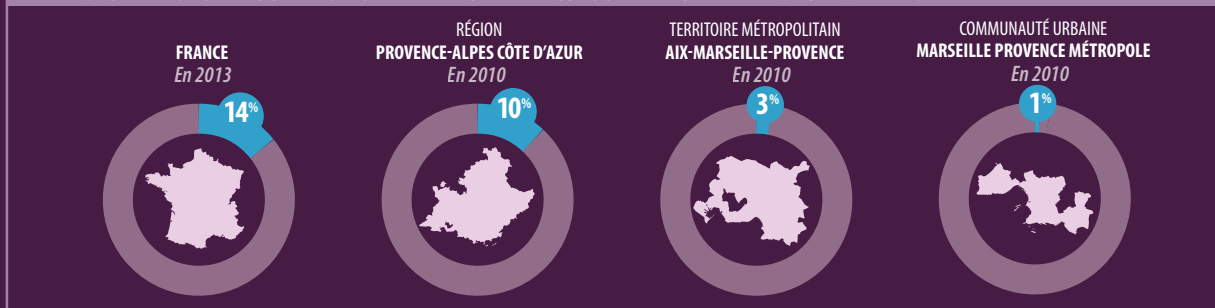 FRANCE
En 2013
14%
RÉGION
PROVENCE-ALPES CÔTE D'AZUR
En 2010
10%
TERRITOIRE MÉTROPOLITAIN
AIX-MARSEILLE-PROVENCE
En 2010
3%
COMMUNAUTÉ URBAINE
MARSEILLE PROVENCE MÉTROPOLE
En 2010
1%